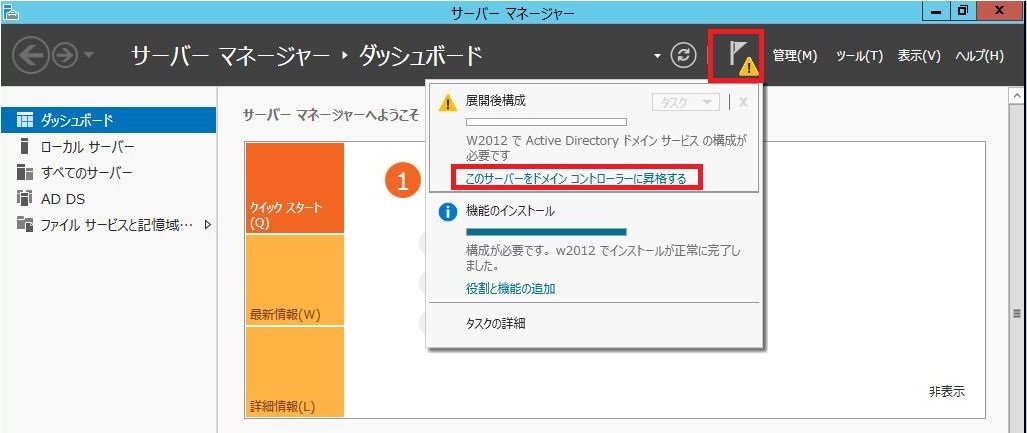 サーバー マネージャー
サーバー マネージャー ・ ダッシュボード
管理(M) ツール(T) 表示(V) ヘルプ(H)
ダッシュボード
ローカル サーバー
すべてのサーバー
AD DS
ファイル サービスと記憶域…
サーバー マネージャーへようこそ
クイック スタート
(Q)
最新情報(W)
詳細情報(L)
1
展開後構成
タスク
X
W2012 で Active Directory ドメイン サービス の構成が
必要です
このサーバーをドメイン コントローラーに昇格する
機能のインストール
構成が必要です。w2012 でインストールが正常に完了し
ました。
役割と機能の追加
タスクの詳細
非表示